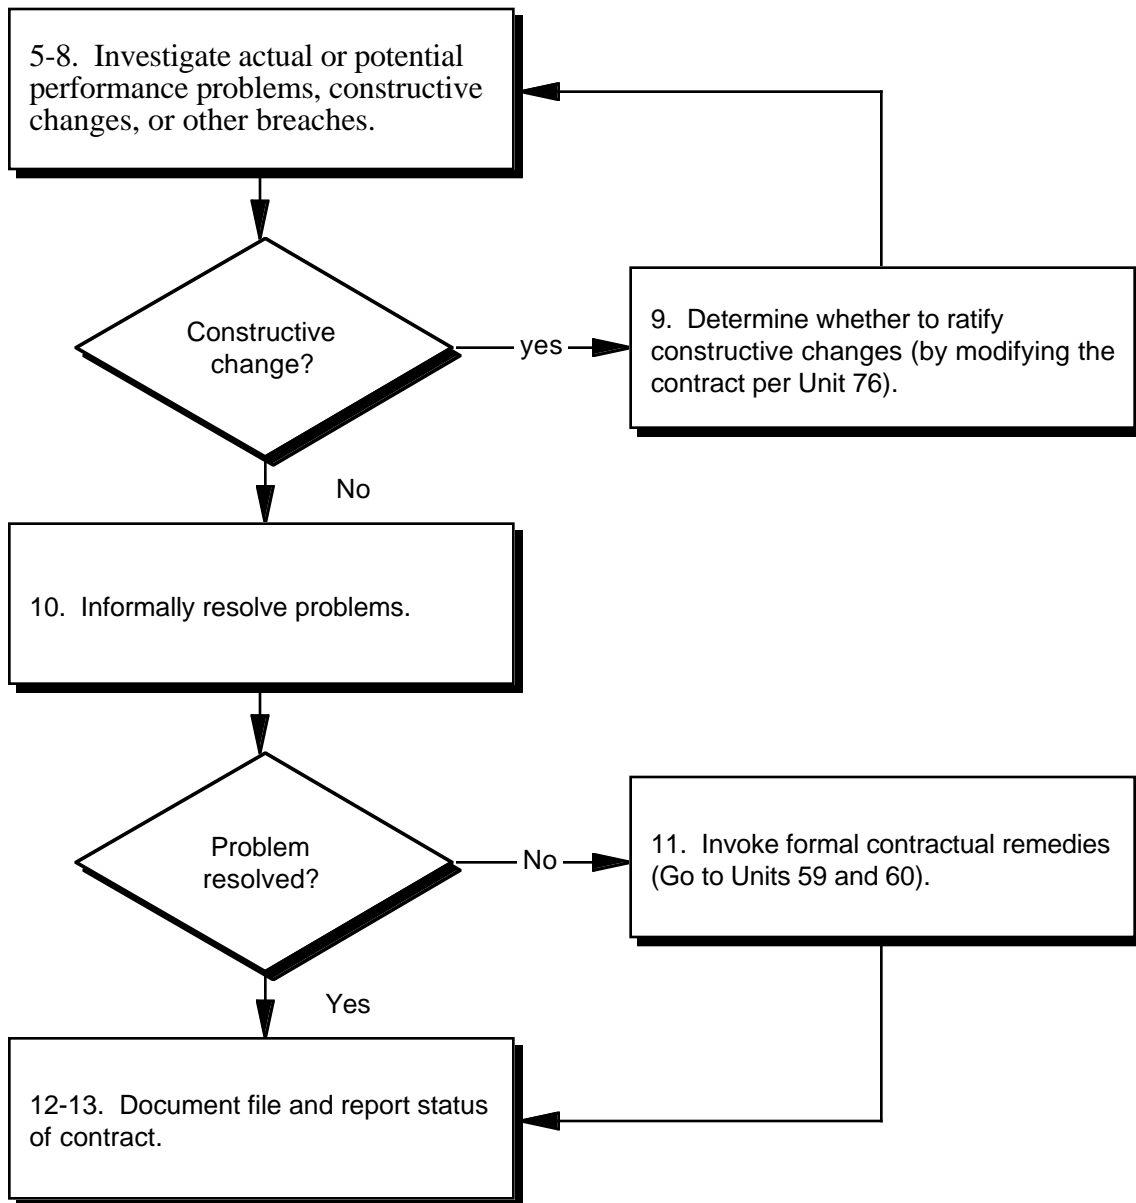 5-8. Investigate actual or potential
performance problems, constructive
changes, or other breaches.
Constructive
change?
yes
9. Determine whether to ratify
constructive changes (by modifying the
contract per Unit 76).
No
10. Informally resolve problems.
Problem
resolved?
No
11. Invoke formal contractual remedies
(Go to Units 59 and 60).
Yes
12-13. Document file and report status
of contract.